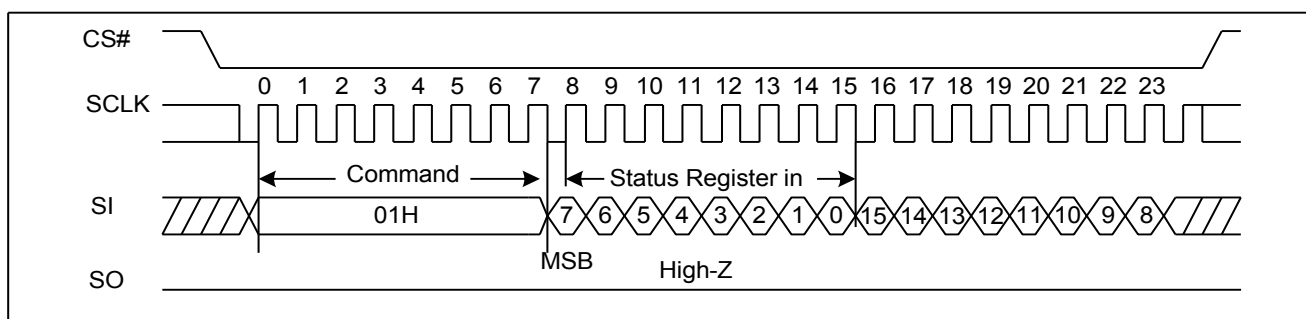 CS#
0 1 2 3 4 5 6 7 8 9 10 11 12 13 14 15 16 17 18 19 20 21 22 23
SCLK
Command Status Register in
SI 01H 7 6 5 4 3 2 1 0 15 14 13 12 11 10 9 8
MSB High-Z
SO